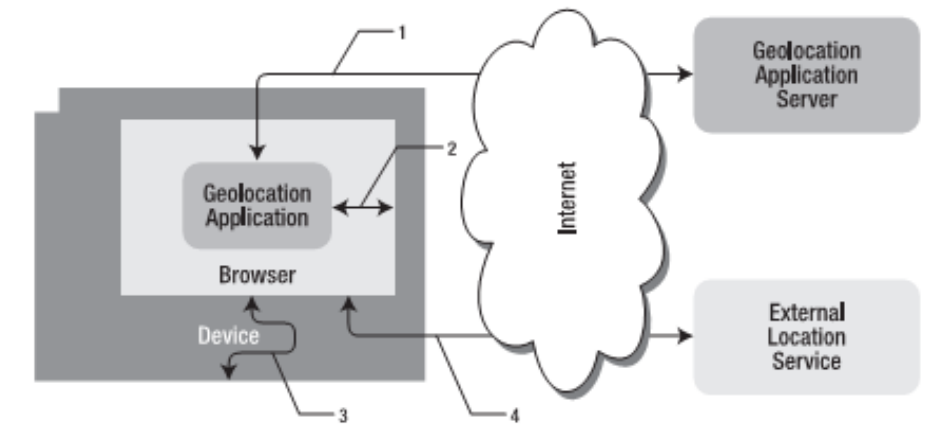 1
Geolocation
Application
Server
2
Geolocation
Application
Internet
Browser
Device
External
Location
Service
3
4